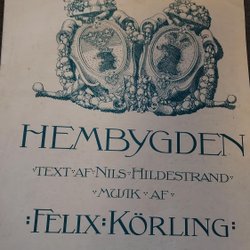 HEMBYGDEN
·TEXT·AF·NILS·HILDESTRAND·
·MUSIK·AF·
:FELIX:KÖRLING: